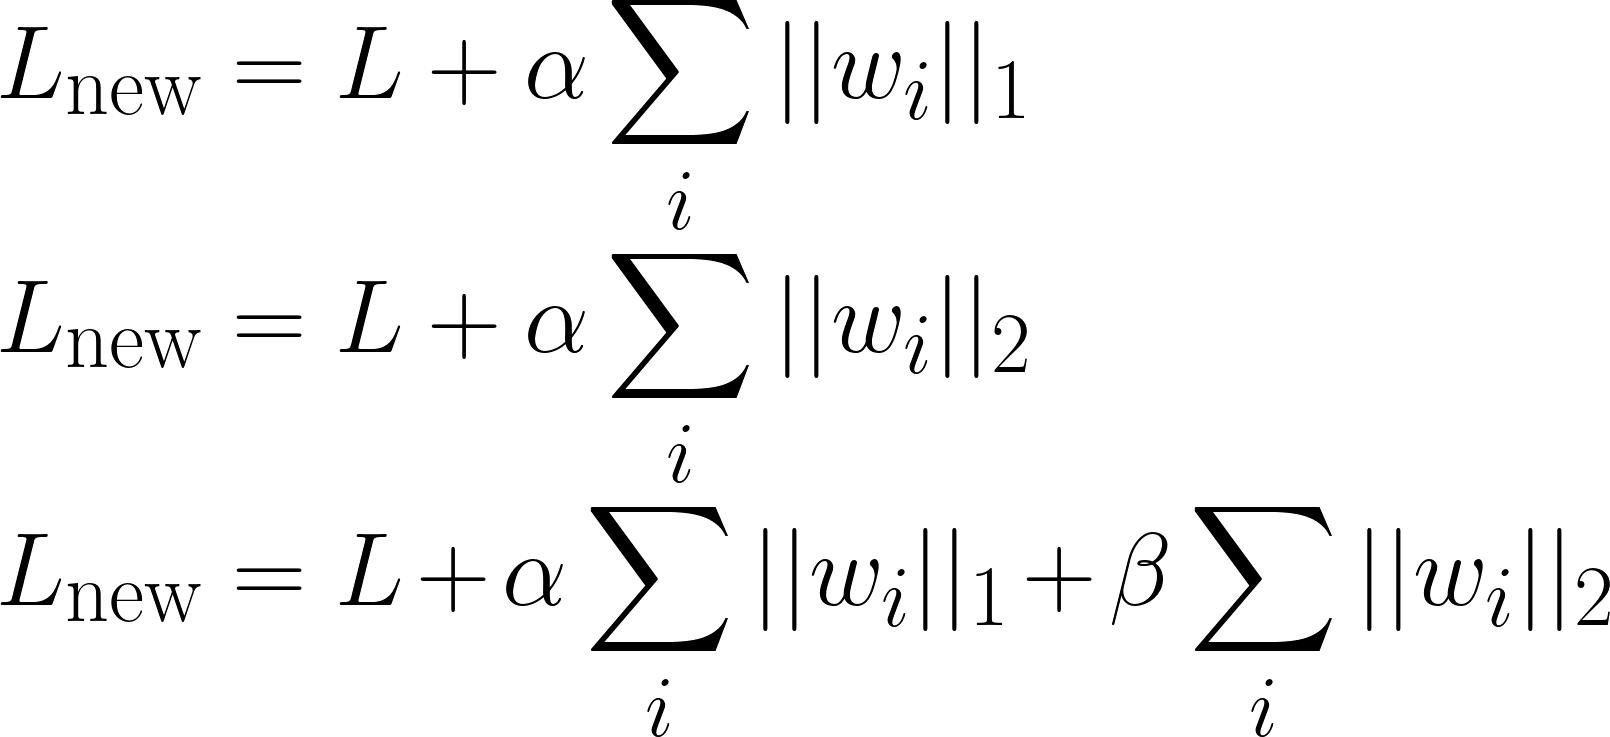 L_new = L + α ∑_i ||w_i||_1
L_new = L + α ∑_i ||w_i||_2
L_new = L + α ∑_i ||w_i||_1 + β ∑_i ||w_i||_2